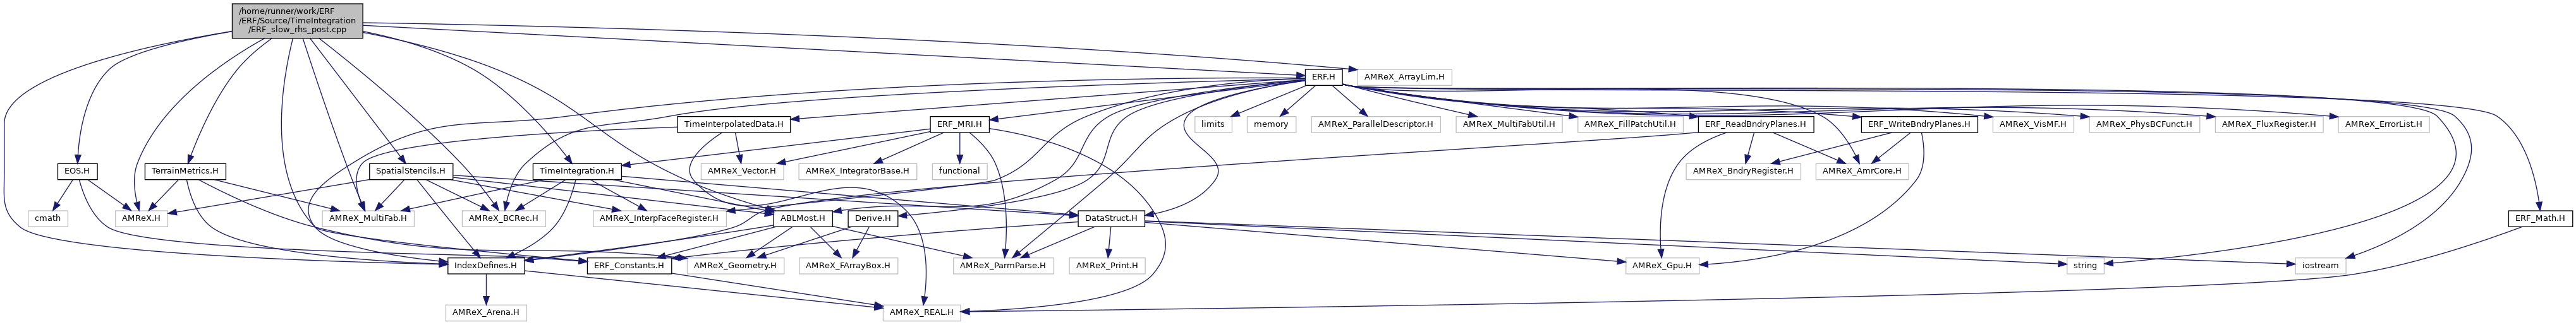 /home/runner/work/ERF
/ERF/Source/TimeIntegration
/ERF_slow_rhs_post.cpp
ERF.H
AMReX_ArrayLim.H
TimeInterpolatedData.H
ERF_MRI.H
limits
memory
AMReX_ParallelDescriptor.H
AMReX_MultiFabUtil.H
AMReX_FillPatchUtil.H
ERF_ReadBndryPlanes.H
ERF_WriteBndryPlanes.H
AMReX_VisMF.H
AMReX_PhysBCFunct.H
AMReX_FluxRegister.H
AMReX_ErrorList.H
EOS.H
TerrainMetrics.H
SpatialStencils.H
TimeIntegration.H
AMReX_Vector.H
AMReX_IntegratorBase.H
functional
AMReX_BndryRegister.H
AMReX_AmrCore.H
cmath
AMReX.H
AMReX_MultiFab.H
AMReX_BCRec.H
AMReX_InterpFaceRegister.H
ABLMost.H
Derive.H
DataStruct.H
ERF_Math.H
IndexDefines.H
ERF_Constants.H
AMReX_Geometry.H
AMReX_FArrayBox.H
AMReX_ParmParse.H
AMReX_Print.H
AMReX_Gpu.H
string
iostream
AMReX_Arena.H
AMReX_REAL.H